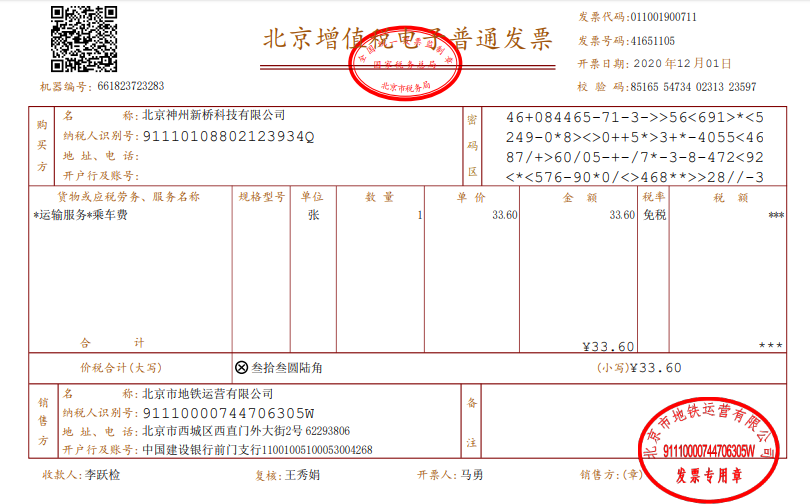 北京增值税电子普通发票
全国统一发票监制章
国家税务总局
北京市税务局
发票代码:011001900711
发票号码:41651105
开票日期:2020年12月01日
校 验 码:85165 54734 02313 23597
机器编号: 661823723283
购买方
名 称:北京神州新桥科技有限公司
纳税人识别号:91110108802123934Q
地 址、电 话:
开户行及账号:
密码区
46+084465-71-3->>56<691>*<5
249-0*8><>0++5*>3+*-4055<46
87/+>60/05-+-/7*-3-8-472<92
<*<576-90*0/<>468**>>28//-3
货物或应税劳务、服务名称 规格型号 单位 数 量 单 价 金 额 税率 税 额
*运输服务*乘车费 张 1 33.60 33.60 免税 ***
合 计 ¥33.60 ***
价税合计(大写) ⊗叁拾叁圆陆角 (小写)¥33.60
销售方
名 称:北京市地铁运营有限公司
纳税人识别号:91110000744706305W
地 址、电 话:北京市西城区西直门外大街2号 62293806
开户行及账号:中国建设银行前门支行11001005100053004268
备注
北京市地铁运营有限公司
91110000744706305W
发票专用章
收款人:李跃检 复核:王秀娟 开票人:马勇 销售方:(章)